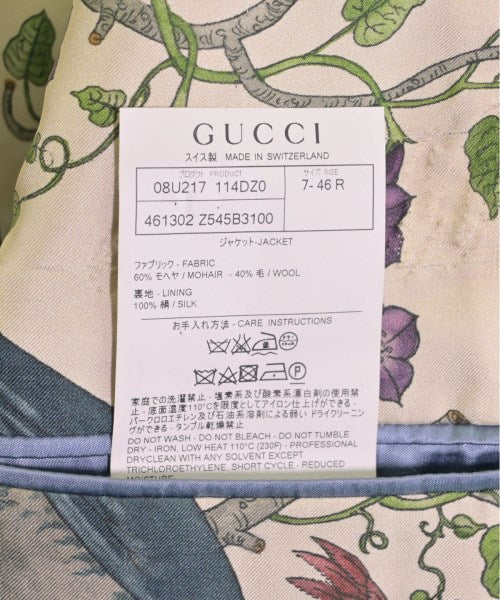 GUCCI
スイス製 MADE IN SWITZERLAND
プロダクト PRODUCT
サイズ SIZE
08U217 114DZ0
7- 46 R
461302 Z545B3100
ジャケット-JACKET
ファブリック - FABRIC
60% モヘヤ / MOHAIR - 40% 毛 / WOOL
裏地 - LINING
100% 絹 / SILK
お手入れ方法 - CARE INSTRUCTIONS
P
家庭での洗濯禁止 - 塩素系及び酸素系漂白剤の使用禁
止 - 底面温度110°Cを限度としてアイロン仕上げができる -
パークロロエチレン及び石油系溶剤による弱い ドライクリーニン
グができる - タンブル乾燥禁止
DO NOT WASH - DO NOT BLEACH - DO NOT TUMBLE
DRY - IRON, LOW HEAT 110°C (230F) - PROFESSIONAL
DRYCLEAN WITH ANY SOLVENT EXCEPT
TRICHLOROETHYLENE, SHORT CYCLE - REDUCED
MOISTURE